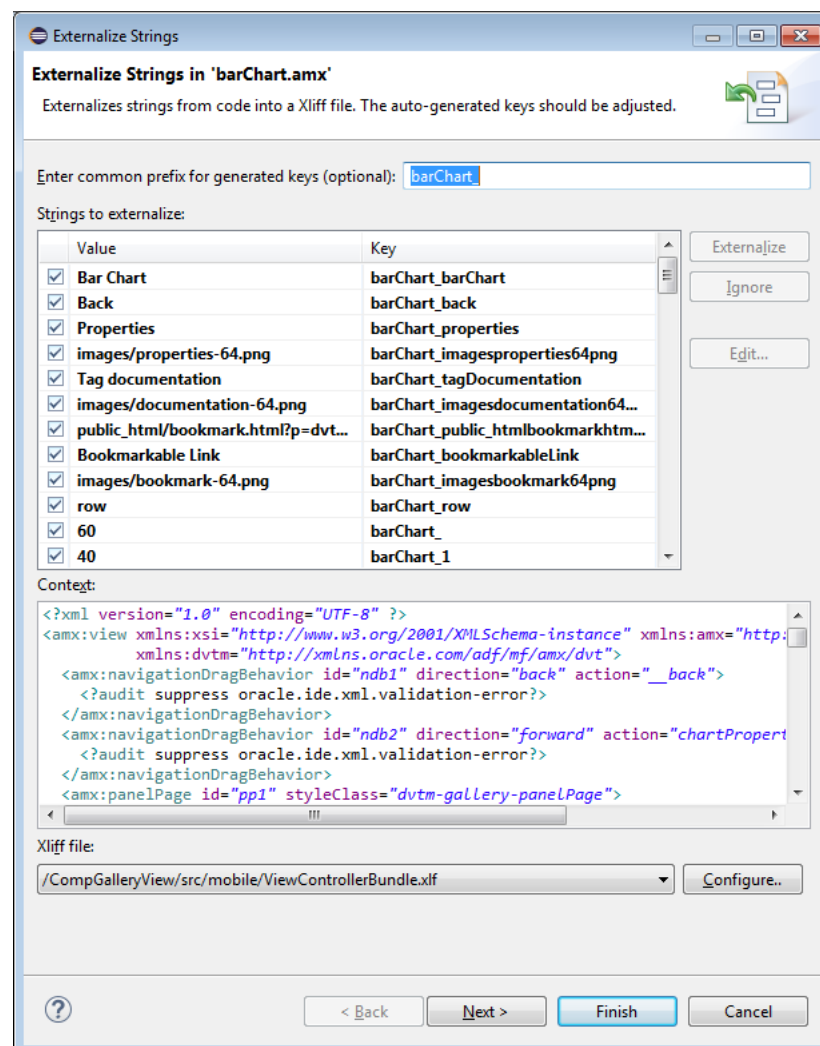 Externalize Strings
Externalize Strings in 'barChart.amx'
Externalizes strings from code into a Xliff file. The auto-generated keys should be adjusted.
Enter common prefix for generated keys (optional): barChart_
Strings to externalize:
Value Key
Bar Chart barChart_barChart
Back barChart_back
Properties barChart_properties
images/properties-64.png barChart_imagesproperties64png
Tag documentation barChart_tagDocumentation
images/documentation-64.png barChart_imagesdocumentation64...
public_html/bookmark.html?p=dvt... barChart_public_htmlbookmarkhtm...
Bookmarkable Link barChart_bookmarkableLink
images/bookmark-64.png barChart_imagesbookmark64png
row barChart_row
60 barChart_
40 barChart_1
Externalize
Ignore
Edit...
Context:
<?xml version="1.0" encoding="UTF-8" ?>
<amx:view xmlns:xsi="http://www.w3.org/2001/XMLSchema-instance" xmlns:amx="http:
xmlns:dvtm="http://xmlns.oracle.com/adf/mf/amx/dvt">
<amx:navigationDragBehavior id="ndb1" direction="back" action="__back">
<?audit suppress oracle.ide.xml.validation-error?>
</amx:navigationDragBehavior>
<amx:navigationDragBehavior id="ndb2" direction="forward" action="chartPropert
<?audit suppress oracle.ide.xml.validation-error?>
</amx:navigationDragBehavior>
<amx:panelPage id="pp1" styleClass="dvtm-gallery-panelPage">
Xliff file:
/CompGalleryView/src/mobile/ViewControllerBundle.xlf
Configure..
< Back
Next >
Finish
Cancel